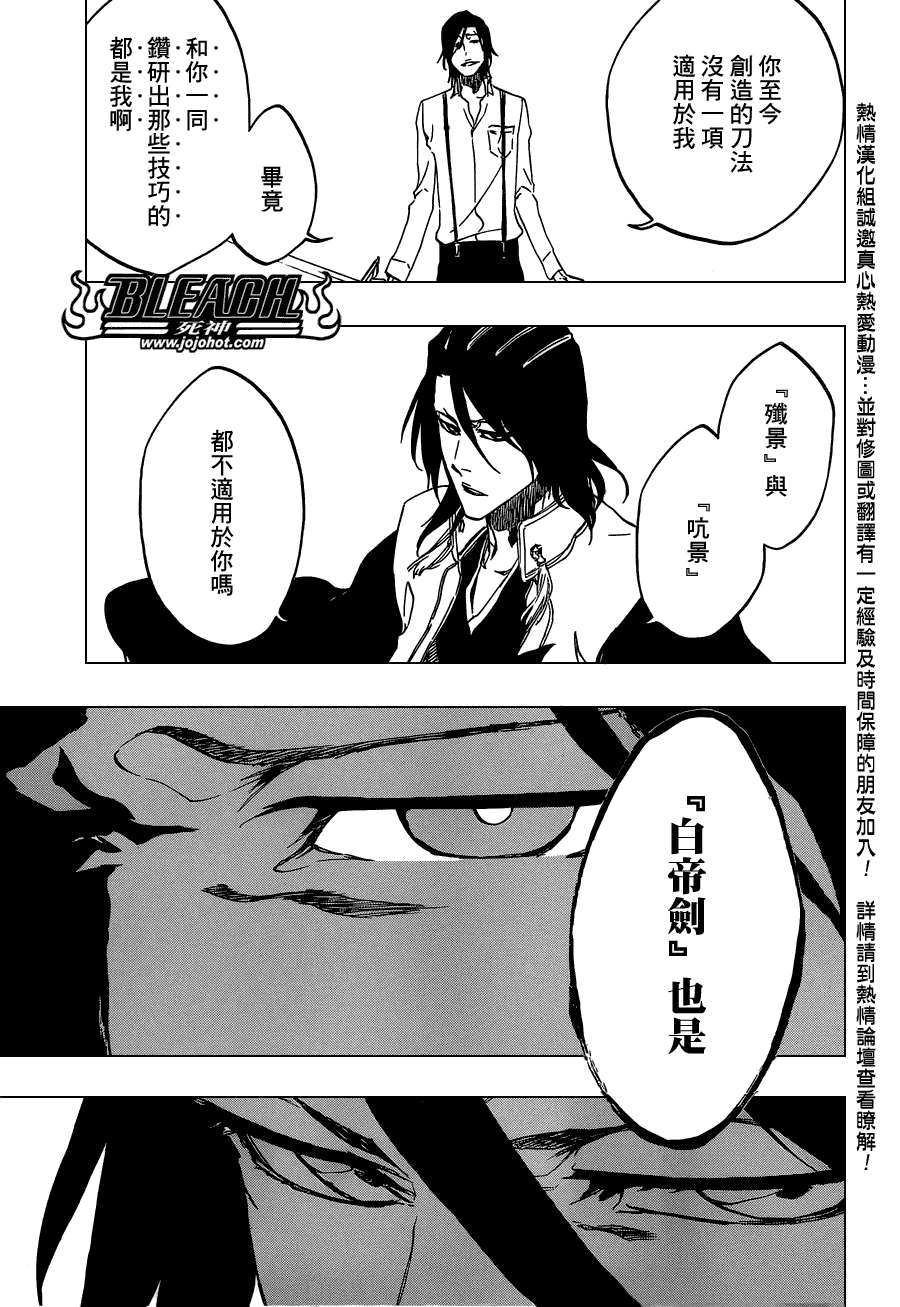 你至今
創造的刀法
沒有一項
適用於我
畢竟
和你一同
鑽研出那些技巧的
都是我啊
BLEACH
死神
www.jojohot.com
『殲景』與
『吭景』
都不適用於你嗎
『白帝劍』也是
熱情漢化組誠邀真心熱愛動漫…並對修圖或翻譯有一定經驗及時間保障的朋友加入！ 詳情請到熱情論壇查看瞭解！